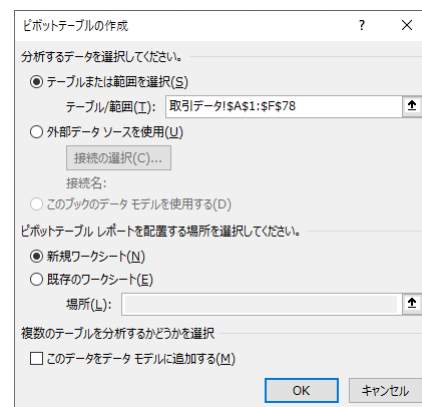 ピボットテーブルの作成 ? ×
分析するデータを選択してください。
テーブルまたは範囲を選択(S)
テーブル/範囲(T): 取引データ!$A$1:$F$78
外部データ ソースを使用(U)
接続の選択(C)...
接続名:
このブックのデータ モデルを使用する(D)
ピボットテーブル レポートを配置する場所を選択してください。
新規ワークシート(N)
既存のワークシート(E)
場所(L):
複数のテーブルを分析するかどうかを選択
このデータをデータ モデルに追加する(M)
OK キャンセル